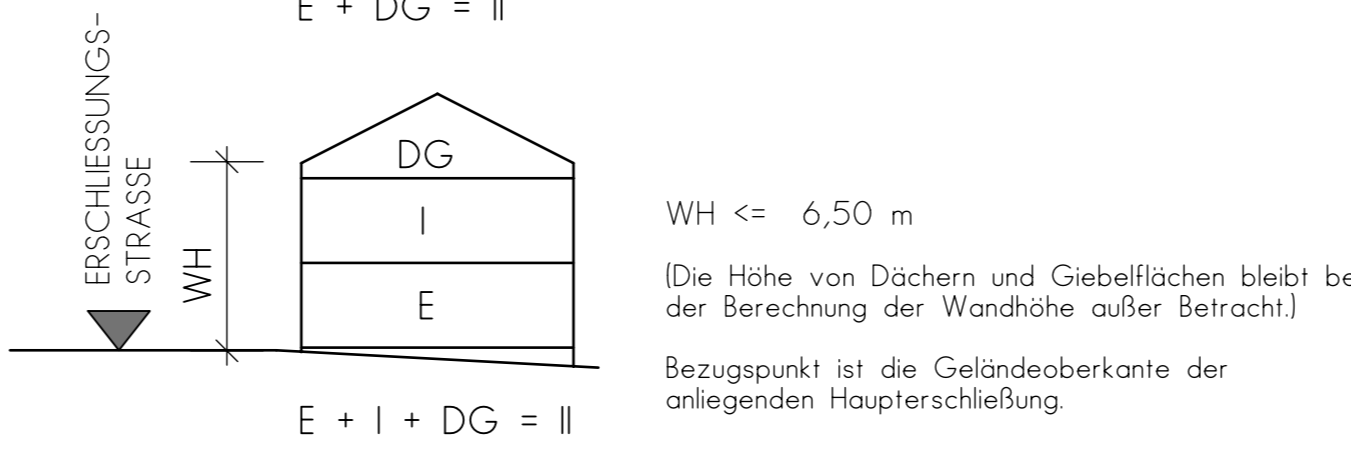 E + DG = II
ERSCHLIESSUNGS-
STRASSE
WH
DG
I
E
WH <= 6,50 m
(Die Höhe von Dächern und Giebelflächen bleibt be
der Berechnung der Wandhöhe außer Betracht.)
Bezugspunkt ist die Geländeoberkante der
anliegenden Haupterschließung.
E + I + DG = II